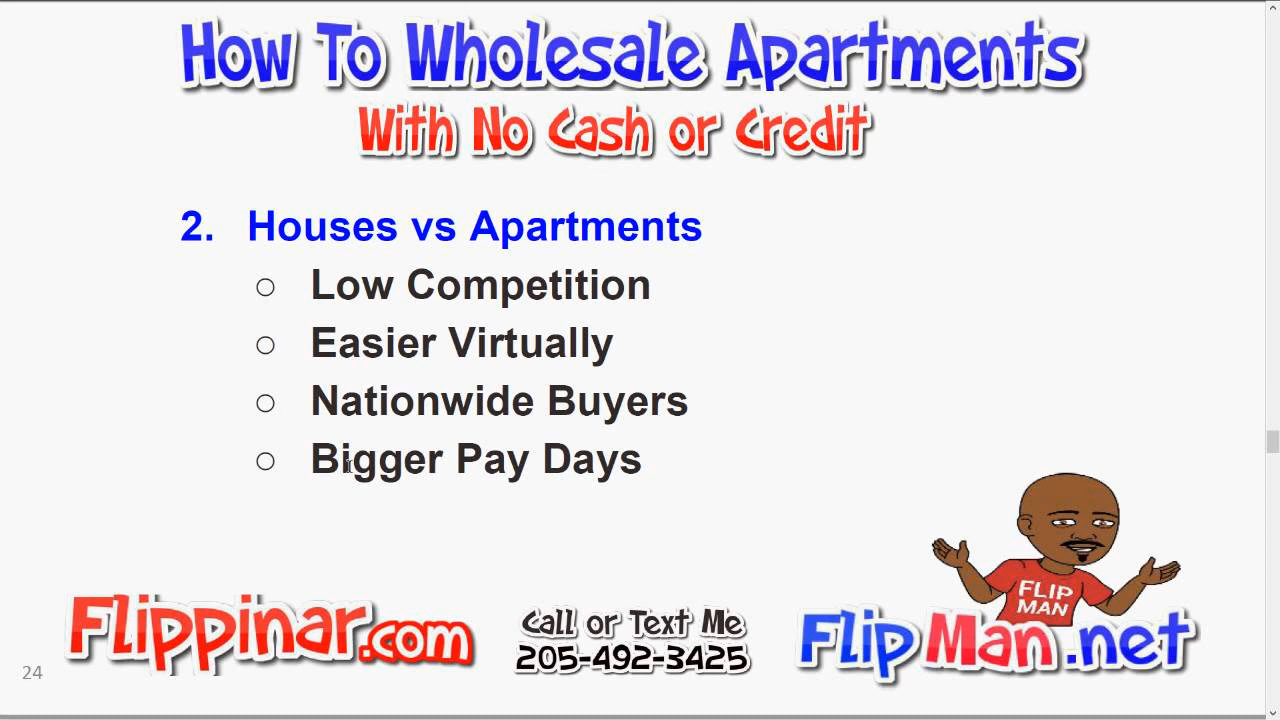 How To Wholesale Apartments
With No Cash or Credit
2. Houses vs Apartments
○ Low Competition
○ Easier Virtually
○ Nationwide Buyers
○ Bigger Pay Days
FLIP
MAN
Flippinar.com
Call or Text Me
205-492-3425
FlipMan.net
24